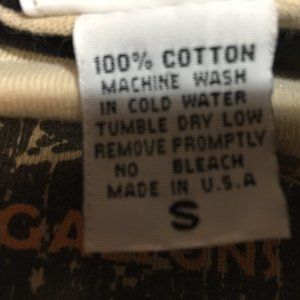 100% COTTON
MACHINE WASH
IN COLD WATER
TUMBLE DRY LOW
REMOVE PROMPTLY
NO BLEACH
MADE IN U.S.A
S